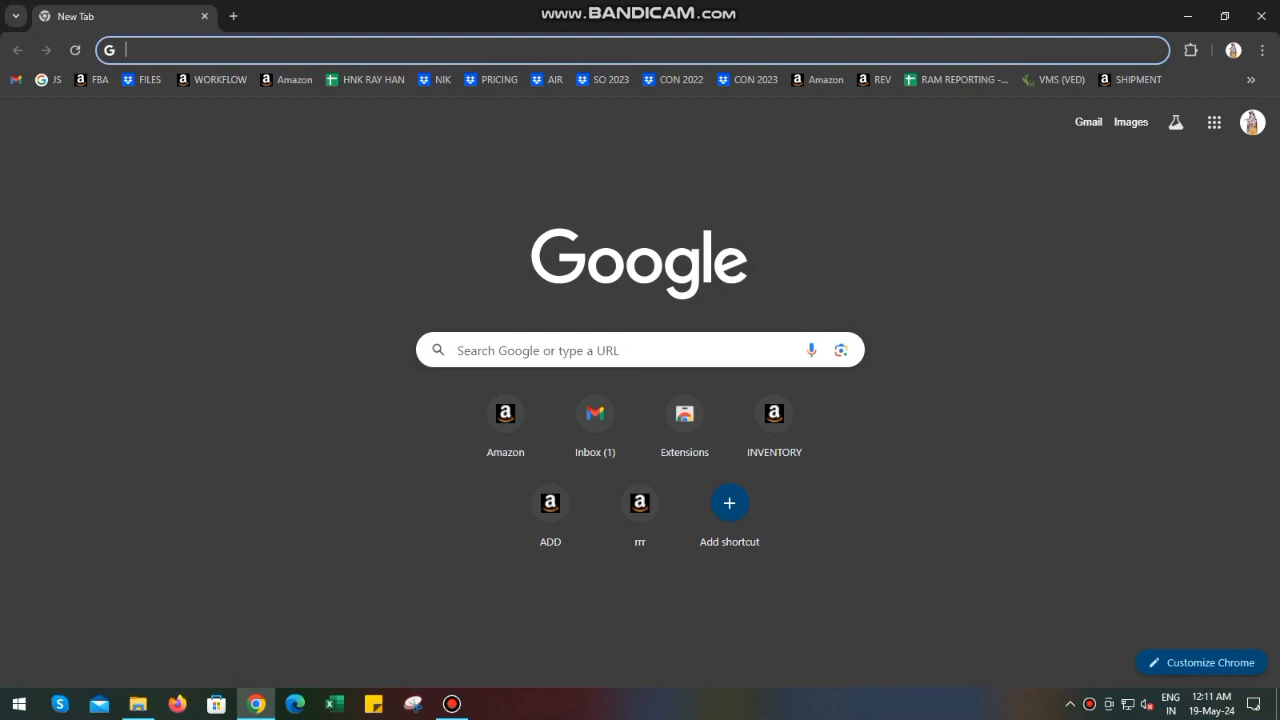 New Tab
www.BANDICAM.com
JS FBA FILES WORKFLOW Amazon HNK RAY HAN NIK PRICING AIR SO 2023 CON 2022 CON 2023 Amazon REV RAM REPORTING -... VMS (VED) SHIPMENT
Gmail Images
Google
Search Google or type a URL
Amazon Inbox (1) Extensions INVENTORY
ADD rrr Add shortcut
Customize Chrome
ENG 12:11 AM
IN 19-May-24